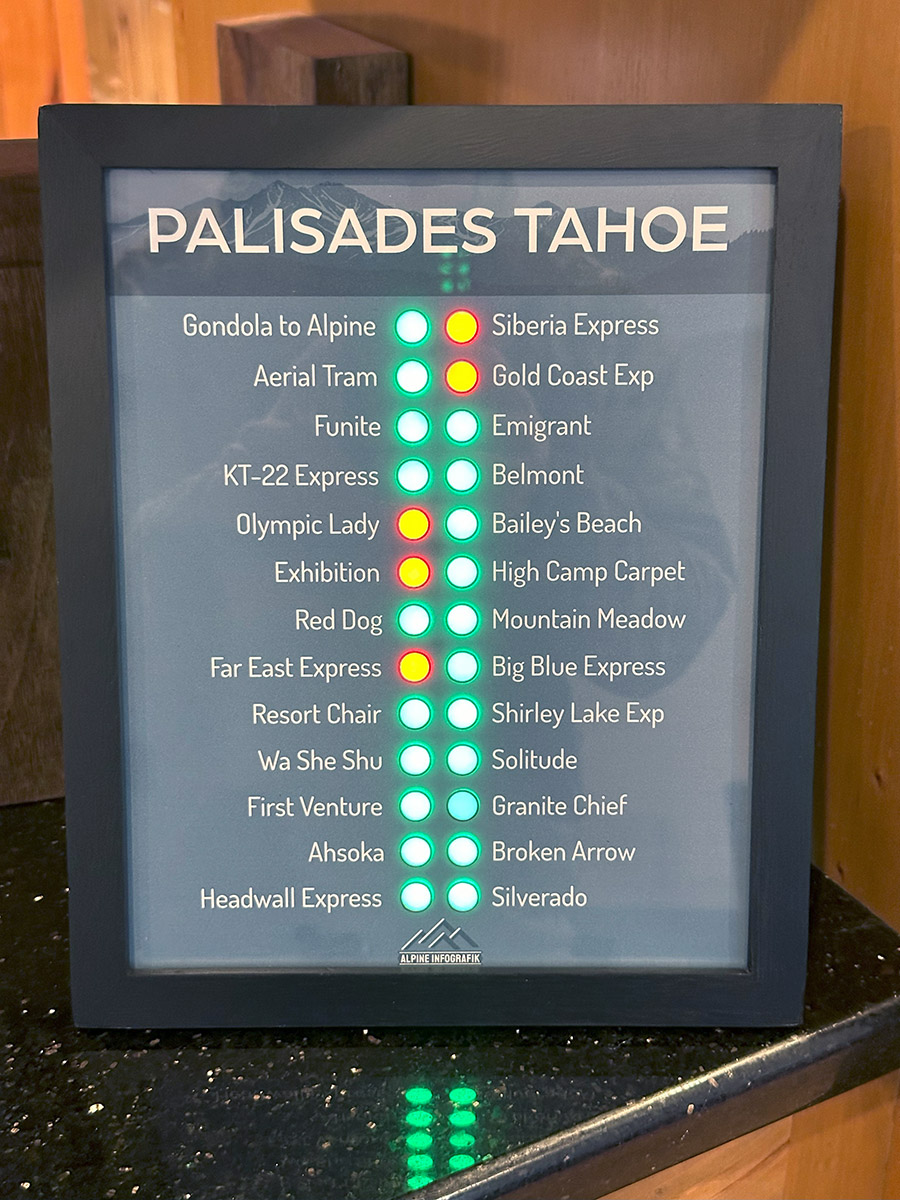 PALISADES TAHOE
Gondola to Alpine Siberia Express
Aerial Tram Gold Coast Exp
Funite Emigrant
KT-22 Express Belmont
Olympic Lady Bailey's Beach
Exhibition High Camp Carpet
Red Dog Mountain Meadow
Far East Express Big Blue Express
Resort Chair Shirley Lake Exp
Wa She Shu Solitude
First Venture Granite Chief
Ahsoka Broken Arrow
Headwall Express Silverado
ALPINE INFOGRAFIK